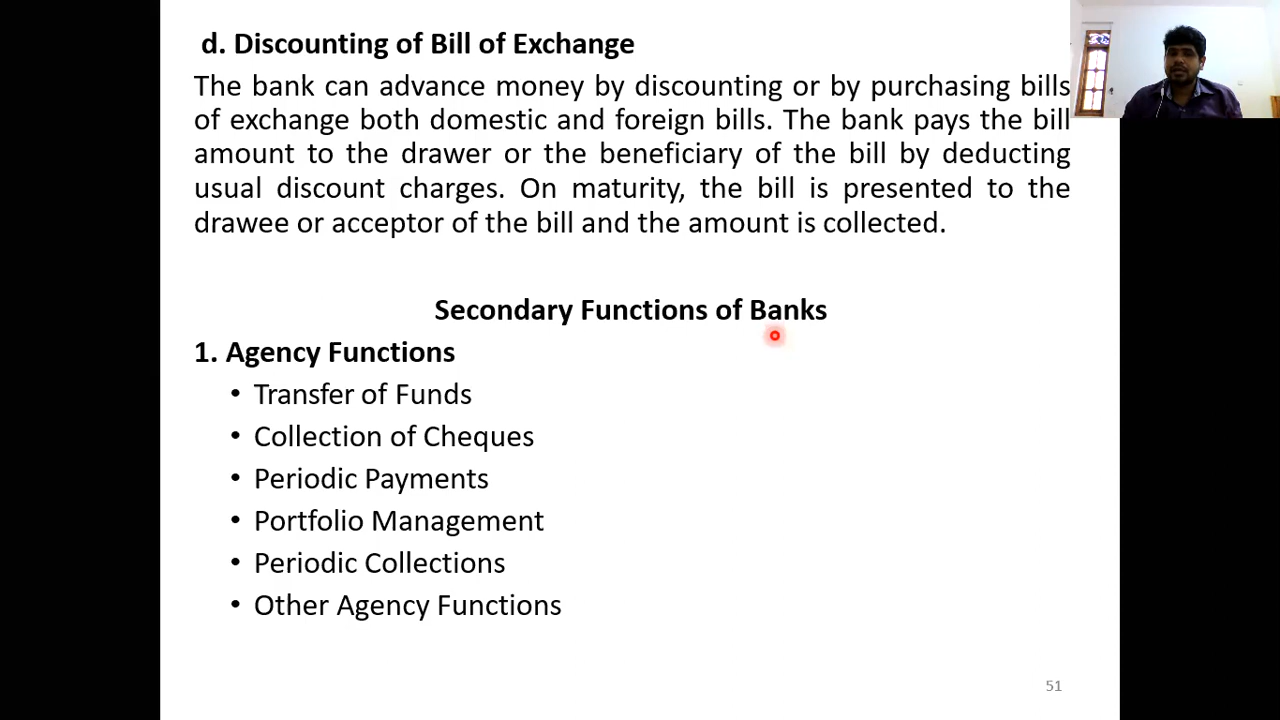 d. Discounting of Bill of Exchange
The bank can advance money by discounting or by purchasing bills
of exchange both domestic and foreign bills. The bank pays the bill
amount to the drawer or the beneficiary of the bill by deducting
usual discount charges. On maturity, the bill is presented to the
drawee or acceptor of the bill and the amount is collected.
Secondary Functions of Banks
1. Agency Functions
• Transfer of Funds
• Collection of Cheques
• Periodic Payments
• Portfolio Management
• Periodic Collections
• Other Agency Functions
51